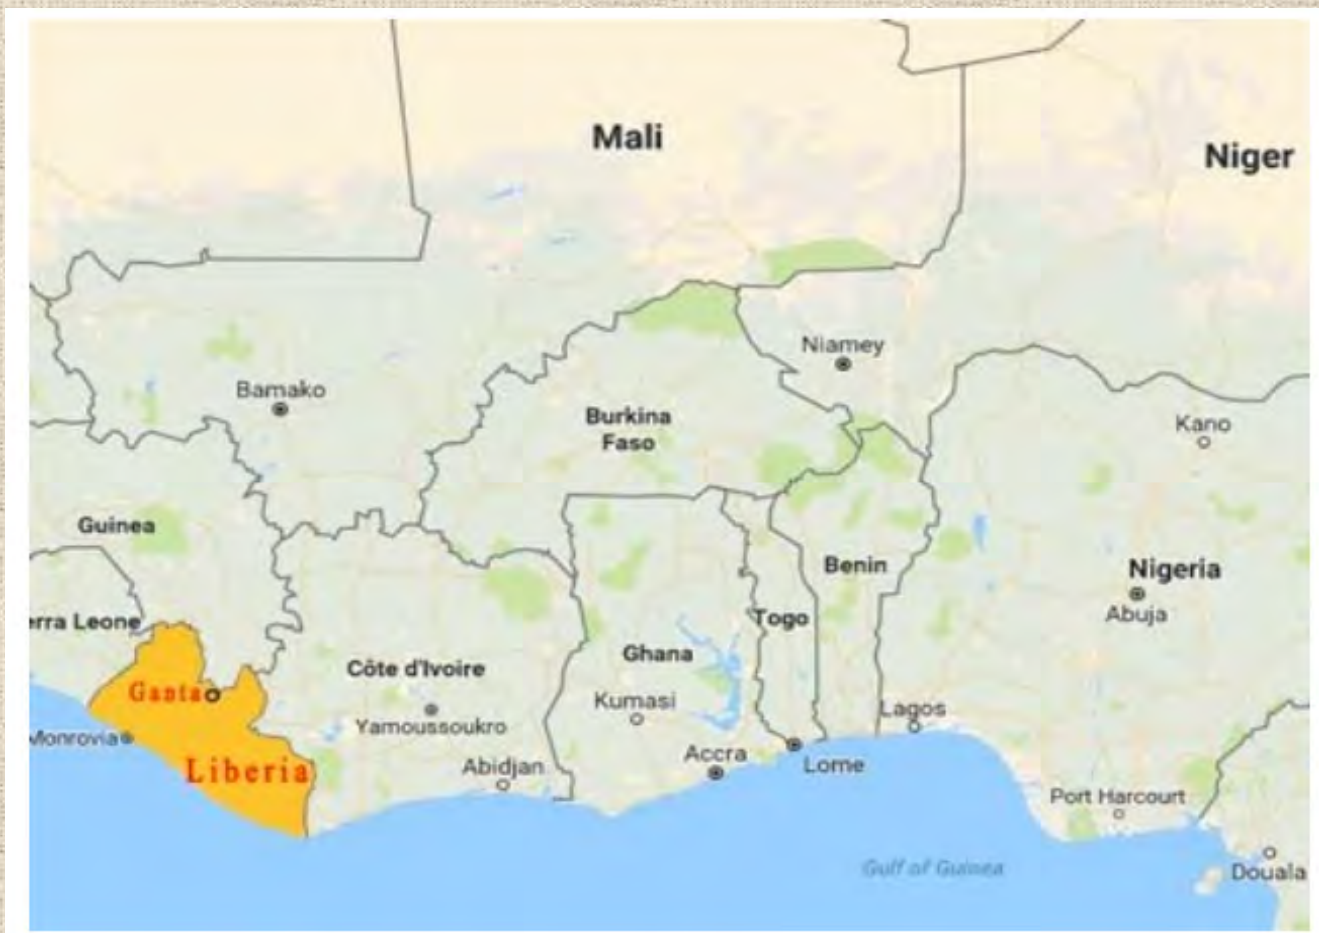 Mali
Niger
Niamey
Bamako
Burkina
Faso
Kano
Guinea
Benin
Nigeria
Abuja
erra Leone
Togo
Ghana
Côte d'Ivoire
Ganta
Kumasi
Lagos
Yamoussoukro
Monrovia
Accra
Lome
Liberia
Abidjan
Port Harcourt
Gulf of Guinea
Douala